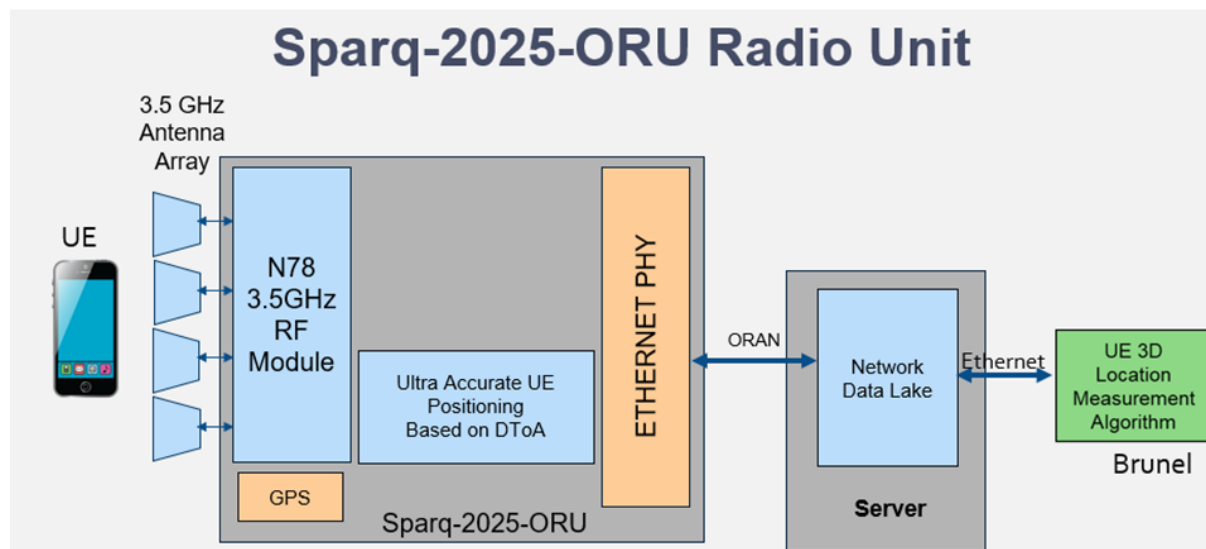 Sparq-2025-ORU Radio Unit
3.5 GHz
Antenna
Array
UE
N78
3.5GHz
RF
Module
GPS
Ultra Accurate UE
Positioning
Based on DToA
ETHERNET PHY
Sparq-2025-ORU
ORAN
Network
Data Lake
Server
Ethernet
UE 3D
Location
Measurement
Algorithm
Brunel